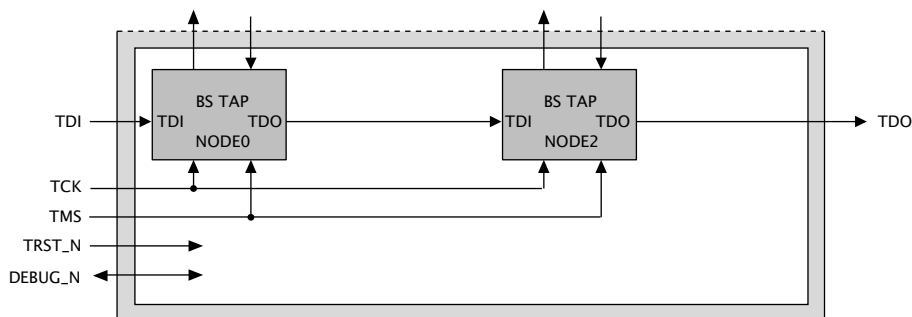 BS TAP
TDI TDO
NODE0
BS TAP
TDI TDO
NODE2
TDI
TDO
TCK
TMS
TRST_N
DEBUG_N